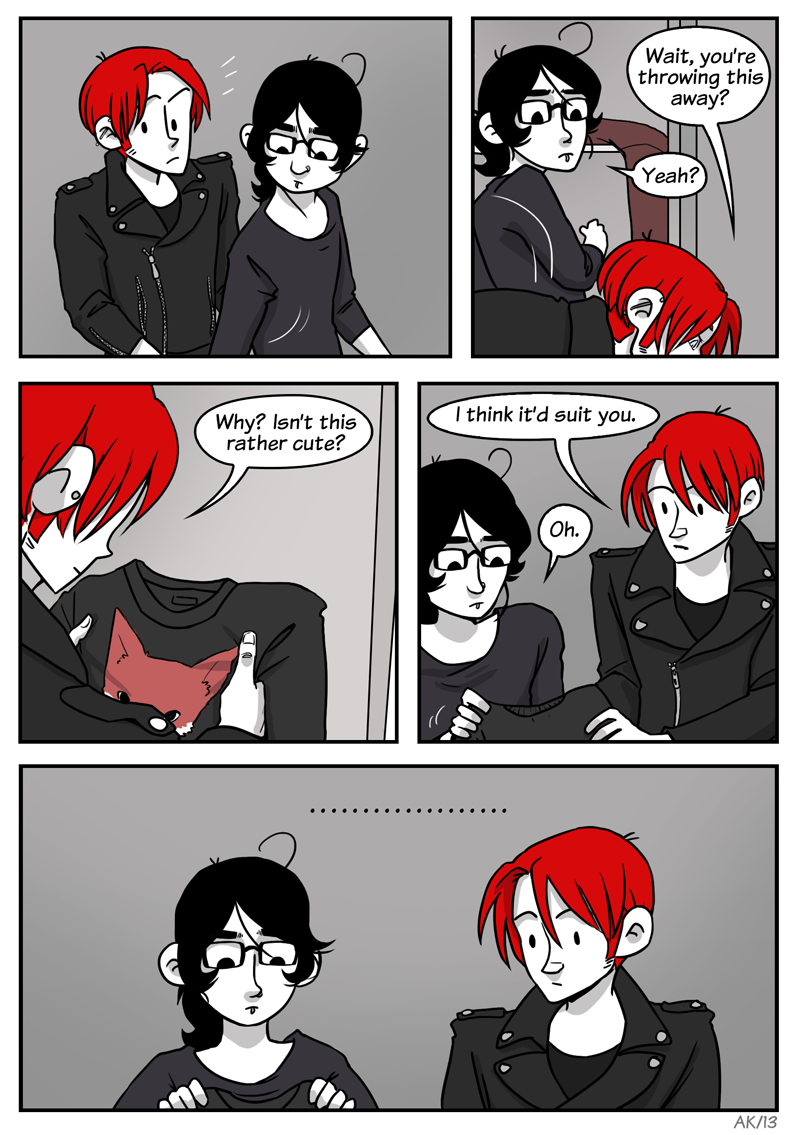 Wait, you're
throwing this
away?
Yeah?
Why? Isn't this
rather cute?
I think it'd suit you.
Oh.
...................
AK/13